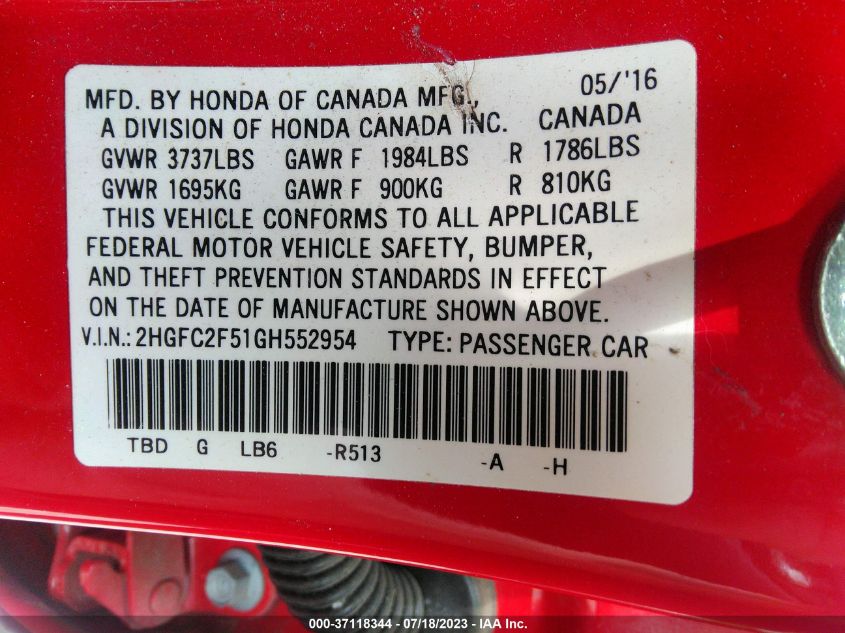 MFD. BY HONDA OF CANADA MFG., 05/'16
A DIVISION OF HONDA CANADA INC. CANADA
GVWR 3737LBS GAWR F 1984LBS R 1786LBS
GVWR 1695KG GAWR F 900KG R 810KG
THIS VEHICLE CONFORMS TO ALL APPLICABLE
FEDERAL MOTOR VEHICLE SAFETY, BUMPER,
AND THEFT PREVENTION STANDARDS IN EFFECT
ON THE DATE OF MANUFACTURE SHOWN ABOVE.
V.I.N.: 2HGFC2F51GH552954 TYPE: PASSENGER CAR
TBD G LB6 -R513 -A -H
000-37118344 - 07/18/2023 - IAA Inc.